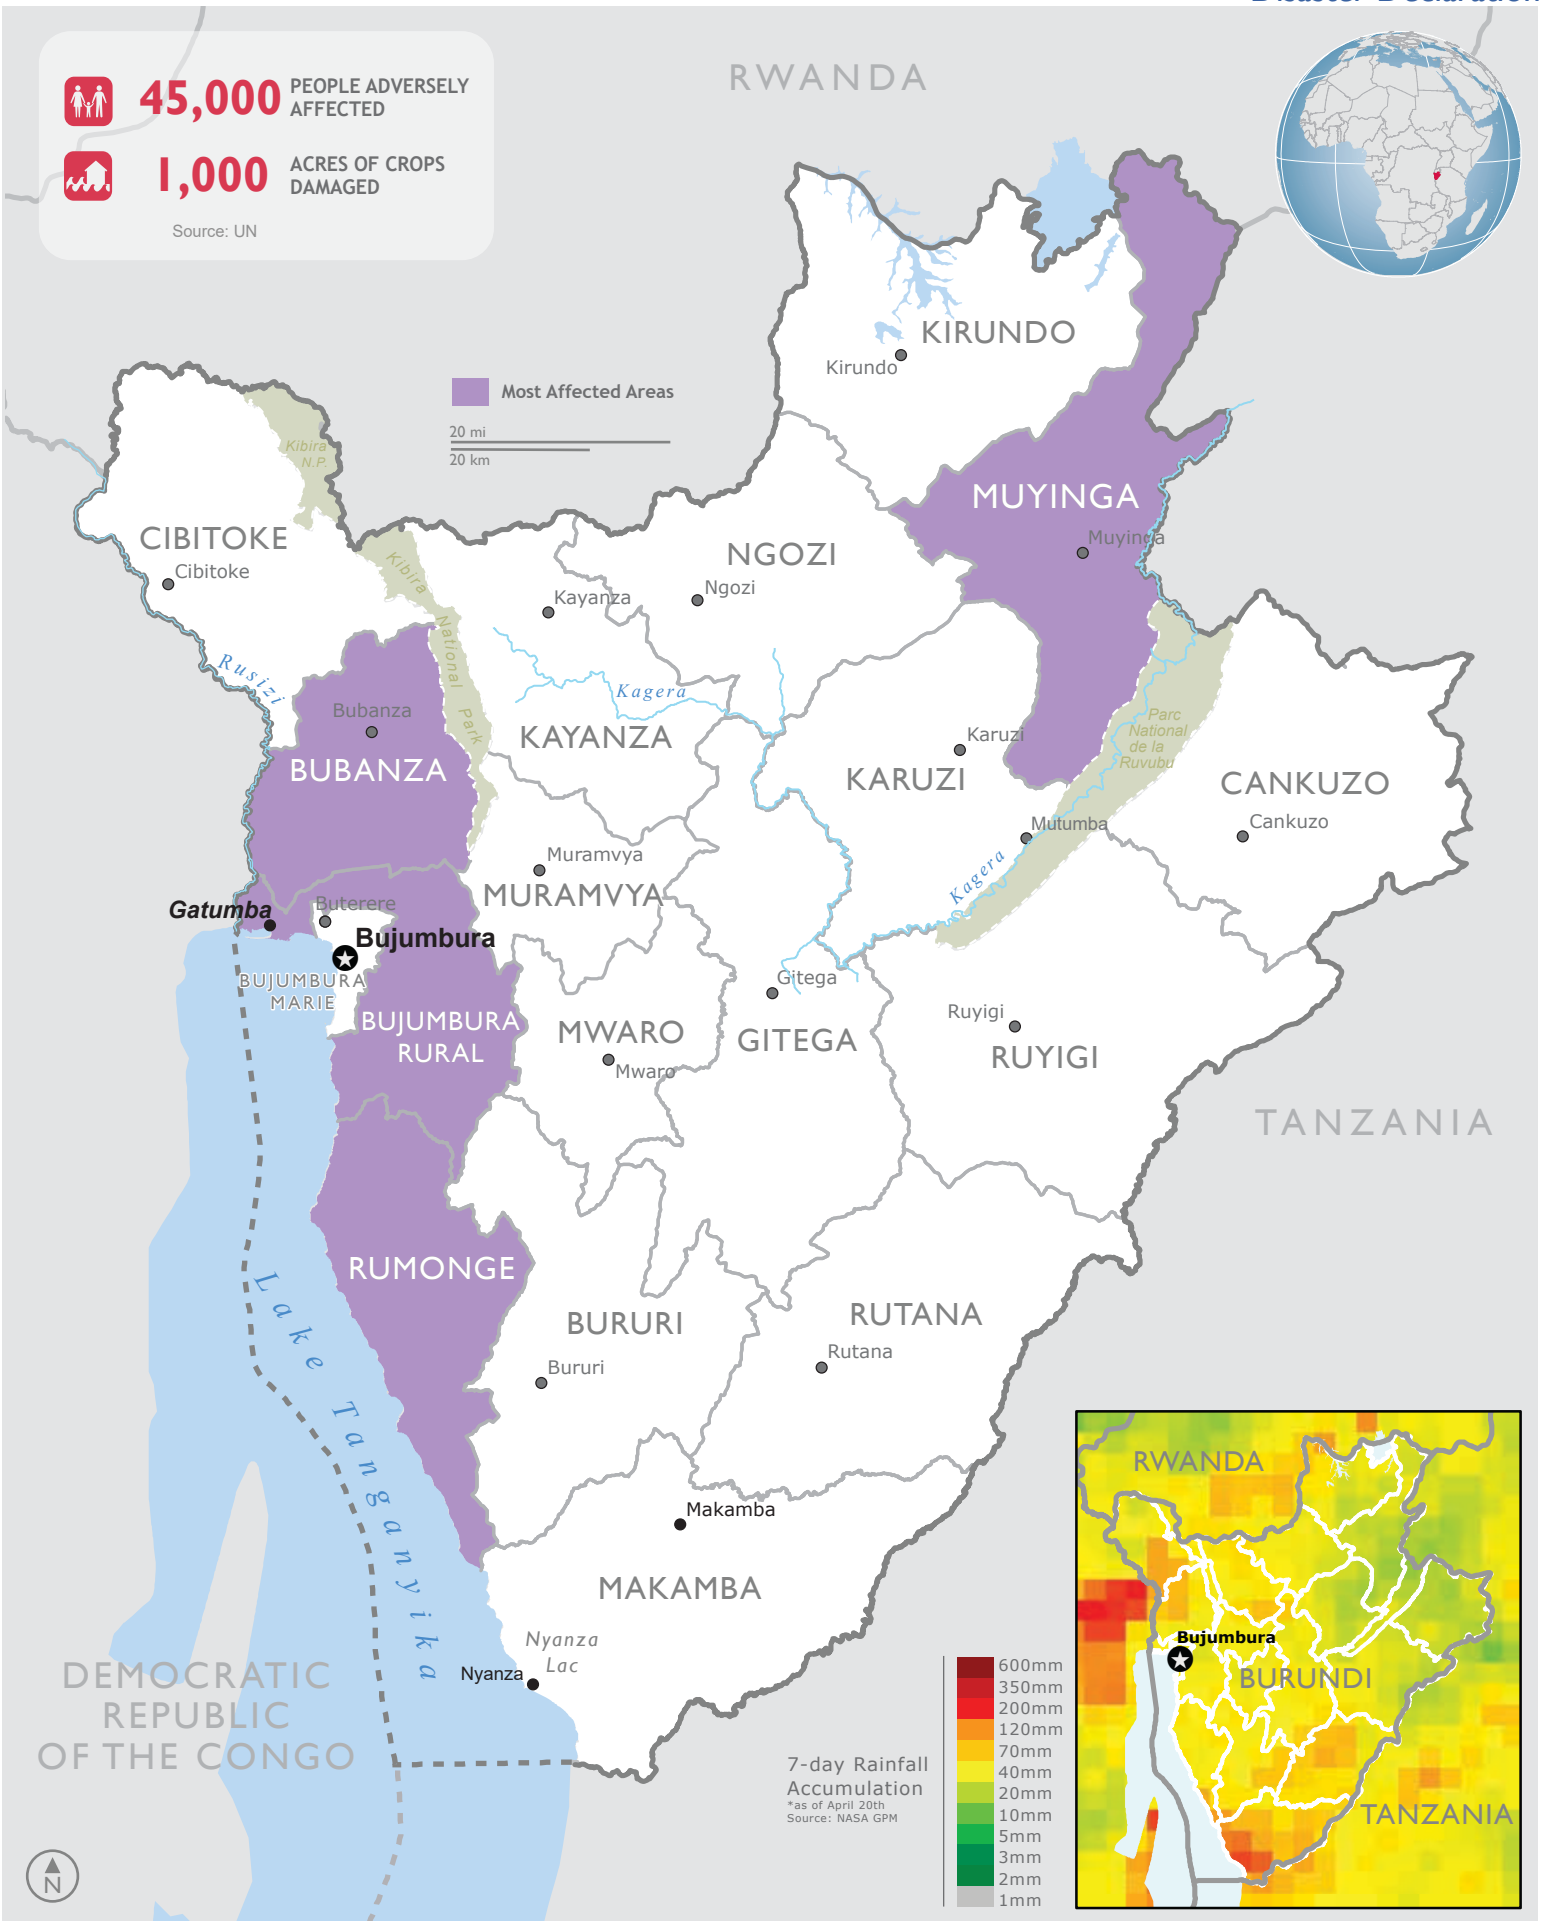 45,000 PEOPLE ADVERSELY
AFFECTED
1,000 ACRES OF CROPS
DAMAGED
Source: UN
RWANDA
Most Affected Areas
20 mi
20 km
KIRUNDO
Kirundo
Kibira
N.P.
CIBITOKE
Cibitoke
MUYINGA
Muyinga
NGOZI
Ngozi
Kayanza
Kibira
National
Park
Rusizi
Kagera
KAYANZA
Bubanza
BUBANZA
Karuzi
KARUZI
Parc
National
de la
Ruvubu
CANKUZO
Cankuzo
Mutumba
Kagera
Muramvya
MURAMVYA
Gatumba
Buterere
Bujumbura
BUJUMBURA
MARIE
BUJUMBURA
RURAL
MWARO
Mwaro
Gitega
GITEGA
Ruyigi
RUYIGI
TANZANIA
RUMONGE
Lake Tanganyika
BURURI
Bururi
RUTANA
Rutana
Makamba
MAKAMBA
Nyanza
Lac
Nyanza
DEMOCRATIC
REPUBLIC
OF THE CONGO
N
7-day Rainfall
Accumulation
*as of April 20th
Source: NASA GPM
600mm
350mm
200mm
120mm
70mm
40mm
20mm
10mm
5mm
3mm
2mm
1mm
RWANDA
Bujumbura
BURUNDI
TANZANIA